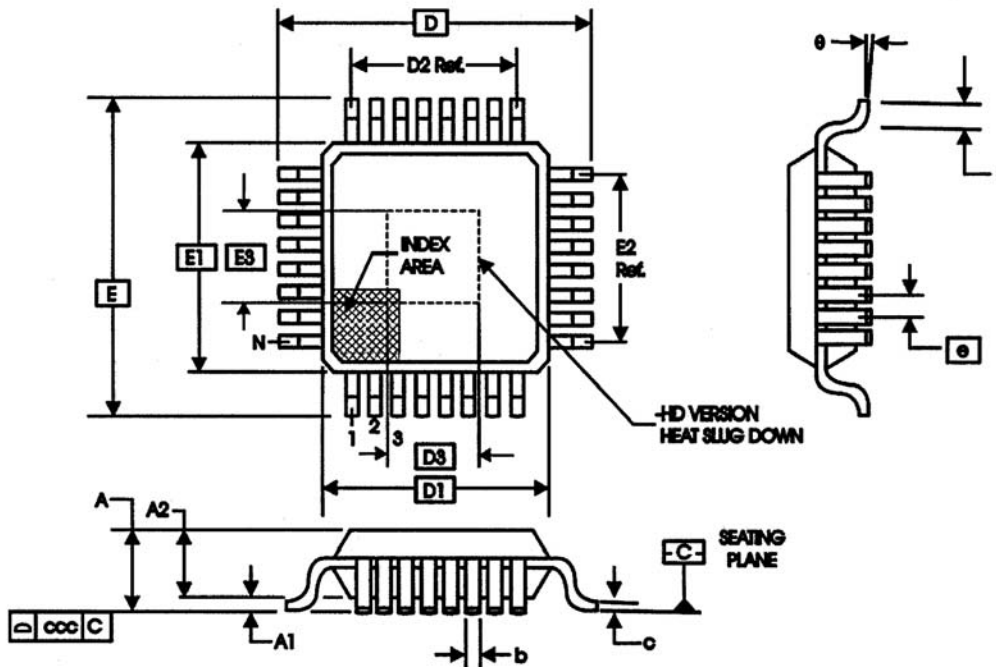 D
θ
D2 Ref.
INDEX
AREA
E1
E3
E2
Ref.
E
N
e
1
2
3
-HD VERSION
HEAT SLUG DOWN
D3
D1
A
A2
SEATING
PLANE
-C-
ccc C
A1
b
c